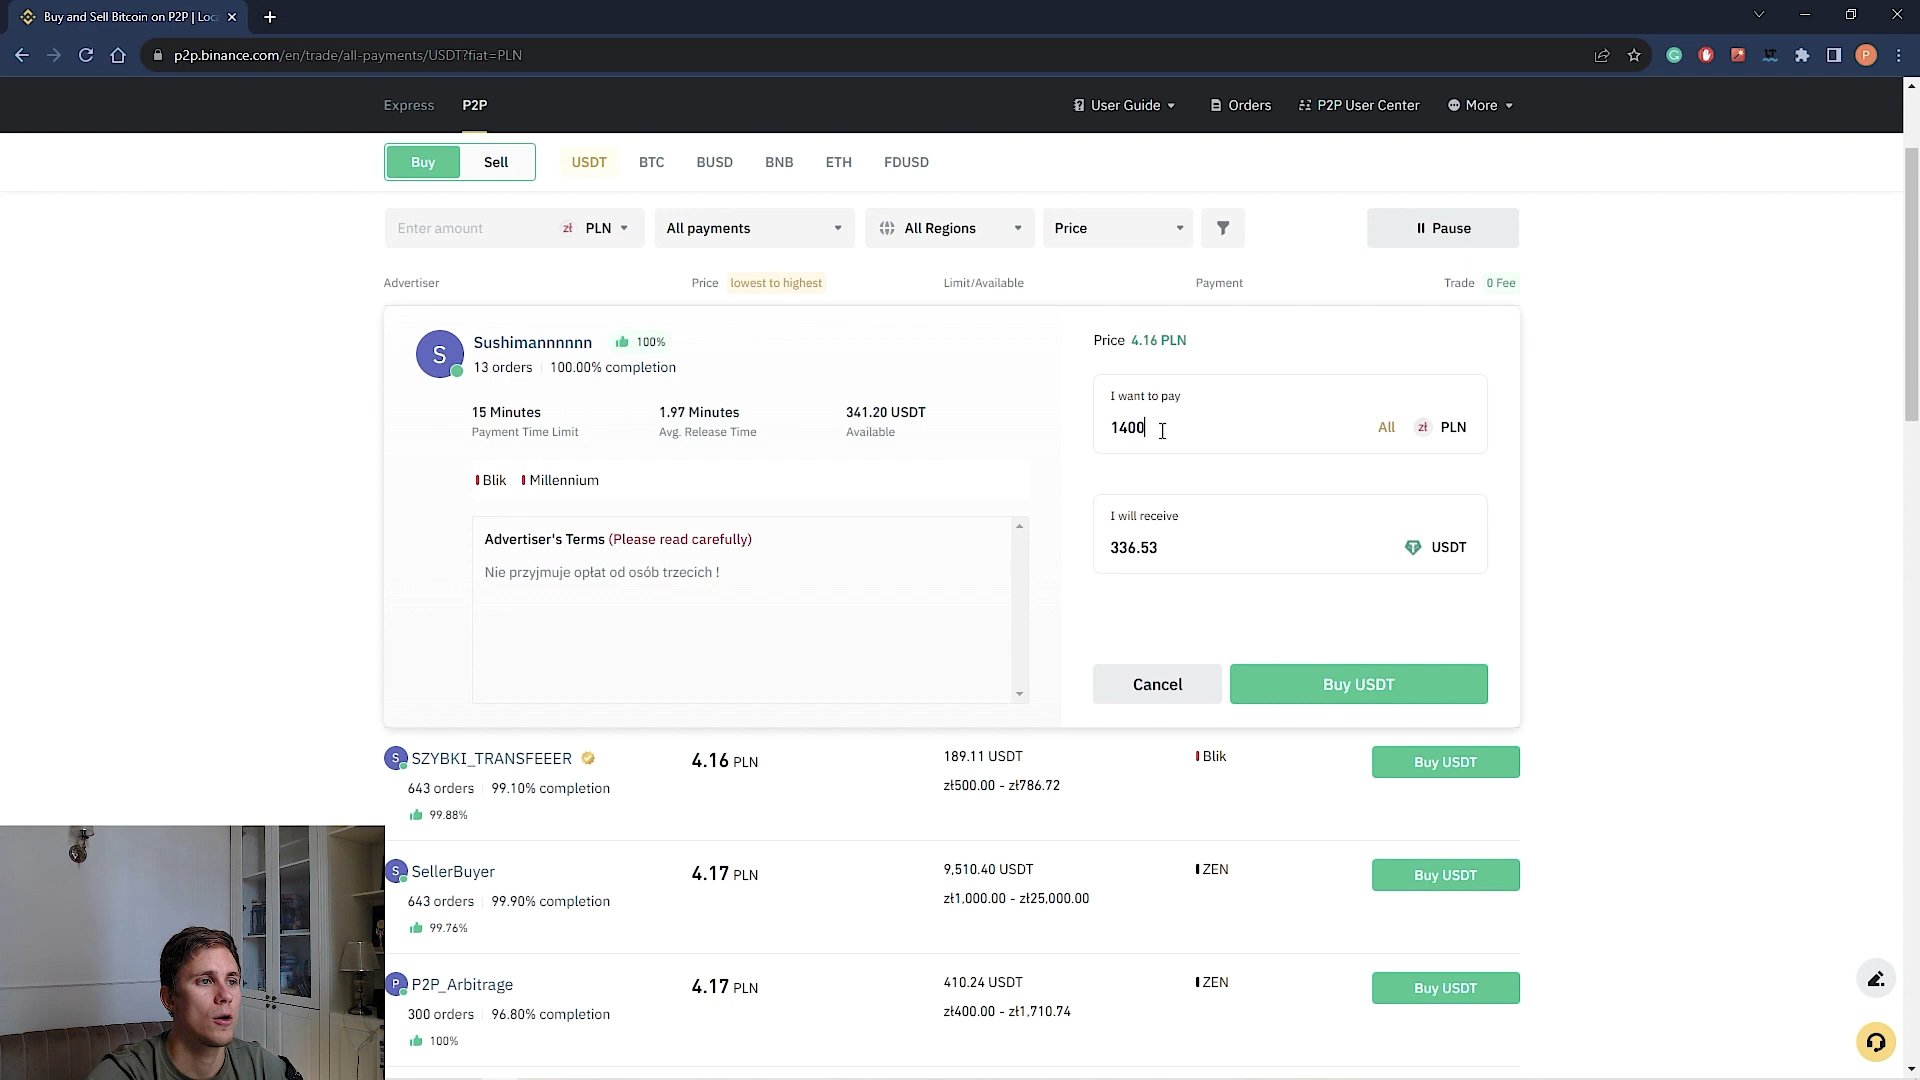 Buy and Sell Bitcoin on P2P | Loc
p2p.binance.com/en/trade/all-payments/USDT?fiat=PLN
P
Express P2P User Guide Orders P2P User Center More
Buy Sell USDT BTC BUSD BNB ETH FDUSD
Enter amount zł PLN All payments All Regions Price Pause
Advertiser Price lowest to highest Limit/Available Payment Trade 0 Fee
S Sushimannnnnn 100%
13 orders 100.00% completion
Price 4.16 PLN
15 Minutes 1.97 Minutes 341.20 USDT
Payment Time Limit Avg. Release Time Available
I want to pay
1400 All zł PLN
Blik Millennium
I will receive
336.53 USDT
Advertiser's Terms (Please read carefully)
Nie przyjmuje opłat od osób trzecich !
Cancel Buy USDT
S SZYBKI_TRANSFEEER 4.16 PLN 189.11 USDT Blik Buy USDT
643 orders 99.10% completion zł500.00 - zł786.72
99.88%
S SellerBuyer 4.17 PLN 9,510.40 USDT ZEN Buy USDT
643 orders 99.90% completion zł1,000.00 - zł25,000.00
99.76%
P P2P_Arbitrage 4.17 PLN 410.24 USDT ZEN Buy USDT
300 orders 96.80% completion zł400.00 - zł1,710.74
100%